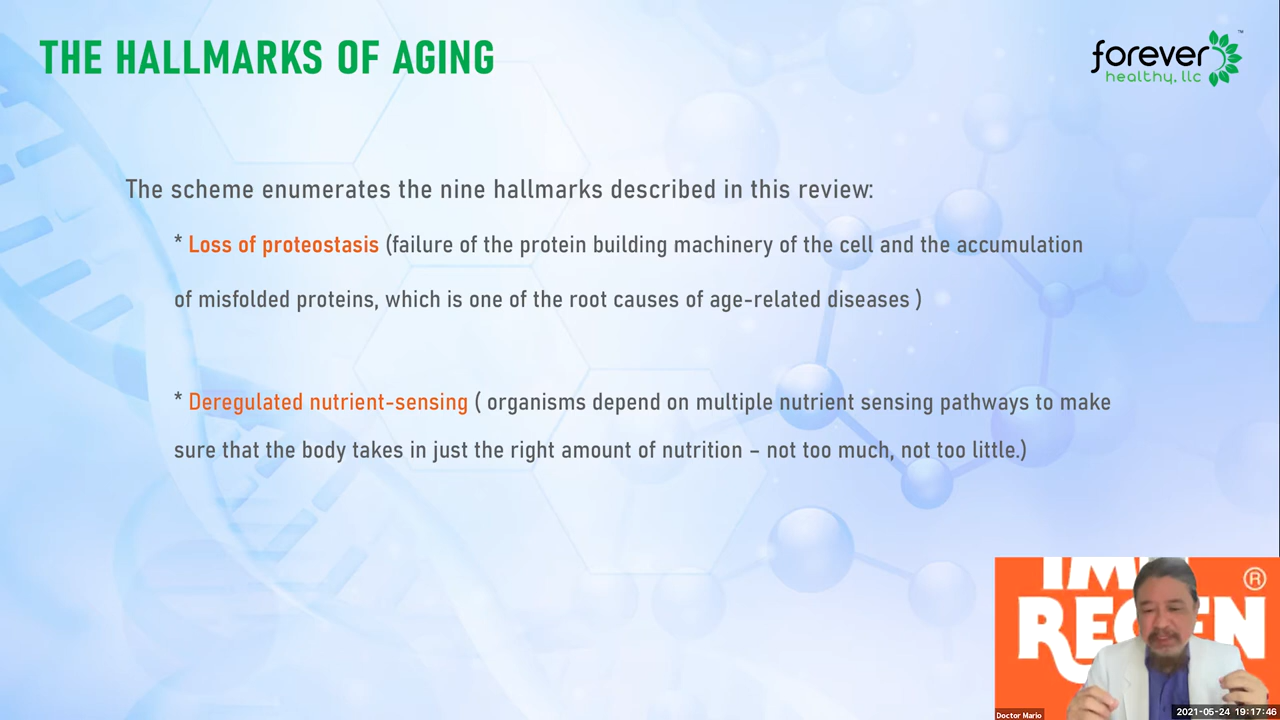 THE HALLMARKS OF AGING
forever
TM
healthy, llc
The scheme enumerates the nine hallmarks described in this review:
* Loss of proteostasis (failure of the protein building machinery of the cell and the accumulation
of misfolded proteins, which is one of the root causes of age-related diseases )
* Deregulated nutrient-sensing ( organisms depend on multiple nutrient sensing pathways to make
sure that the body takes in just the right amount of nutrition – not too much, not too little.)
®
Doctor Mario
2021-05-24 19:17:46